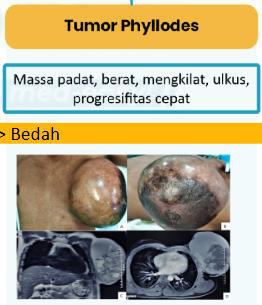 Tumor Phyllodes
Massa padat, berat, mengkilat, ulkus,
progresifitas cepat
> Bedah
A
B
C
D